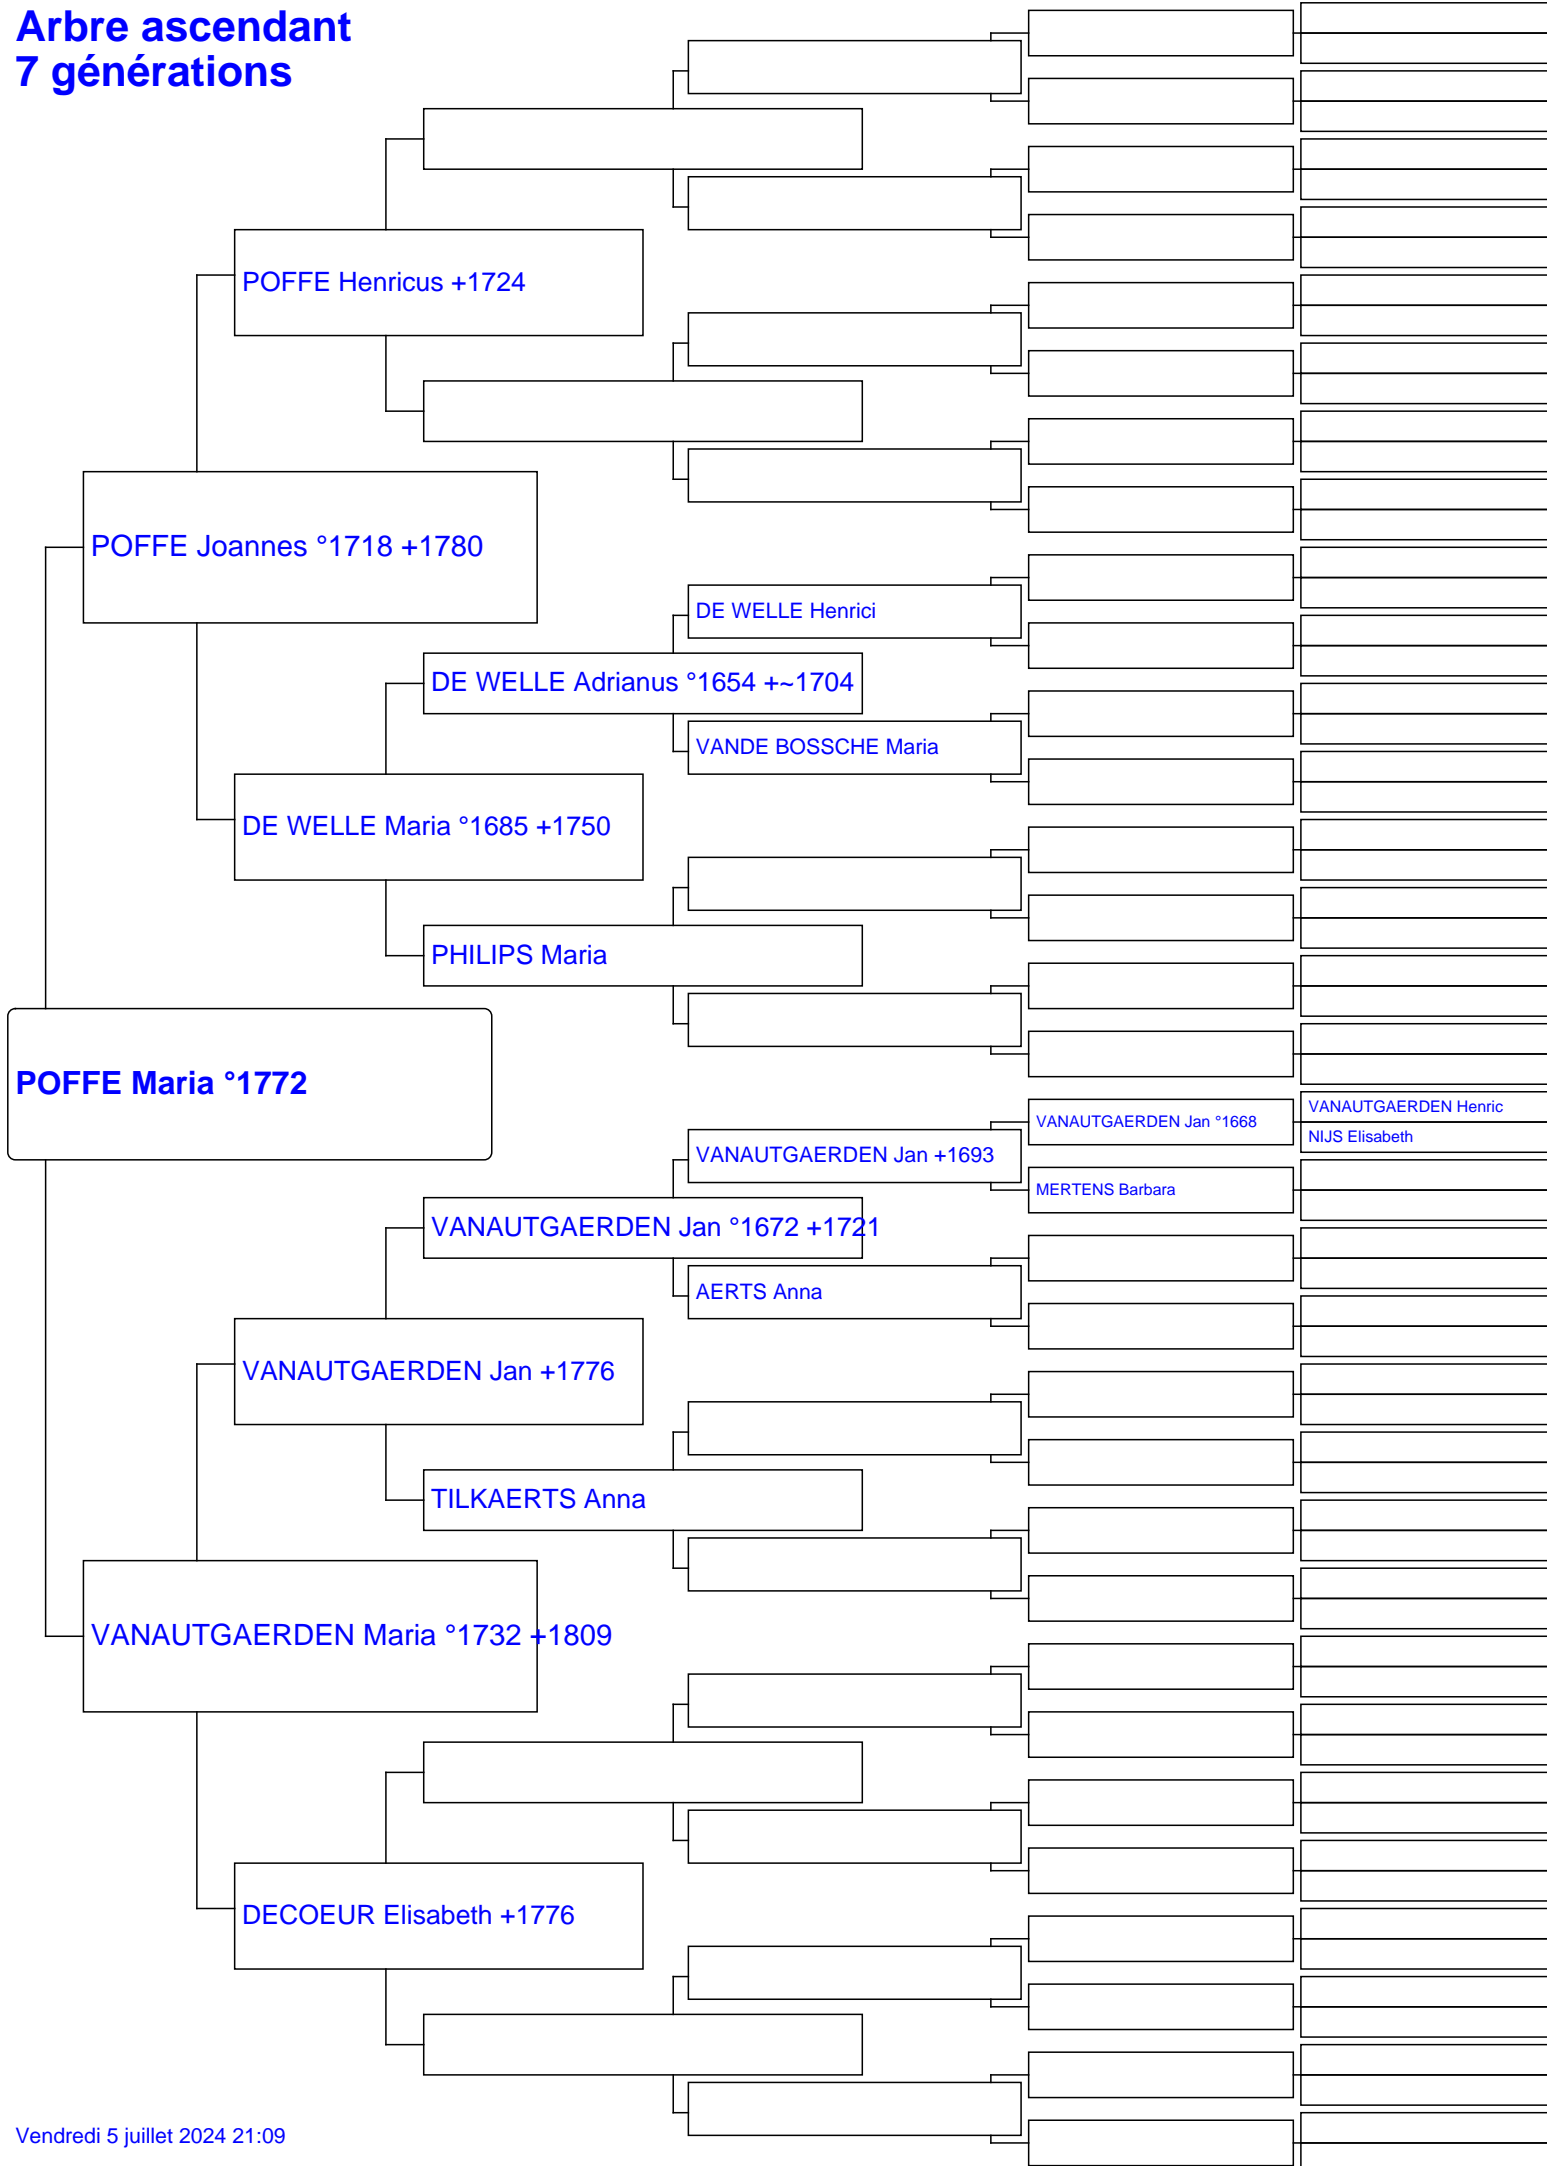 Arbre ascendant
7 générations
POFFE Henricus +1724
POFFE Joannes °1718 +1780
DE WELLE Henrici
DE WELLE Adrianus °1654 +~1704
VANDE BOSSCHE Maria
DE WELLE Maria °1685 +1750
PHILIPS Maria
POFFE Maria °1772
VANAUTGAERDEN Henric
VANAUTGAERDEN Jan °1668
NIJS Elisabeth
VANAUTGAERDEN Jan +1693
MERTENS Barbara
VANAUTGAERDEN Jan °1672 +1721
AERTS Anna
VANAUTGAERDEN Jan +1776
TILKAERTS Anna
VANAUTGAERDEN Maria °1732 +1809
DECOEUR Elisabeth +1776
Vendredi 5 juillet 2024 21:09